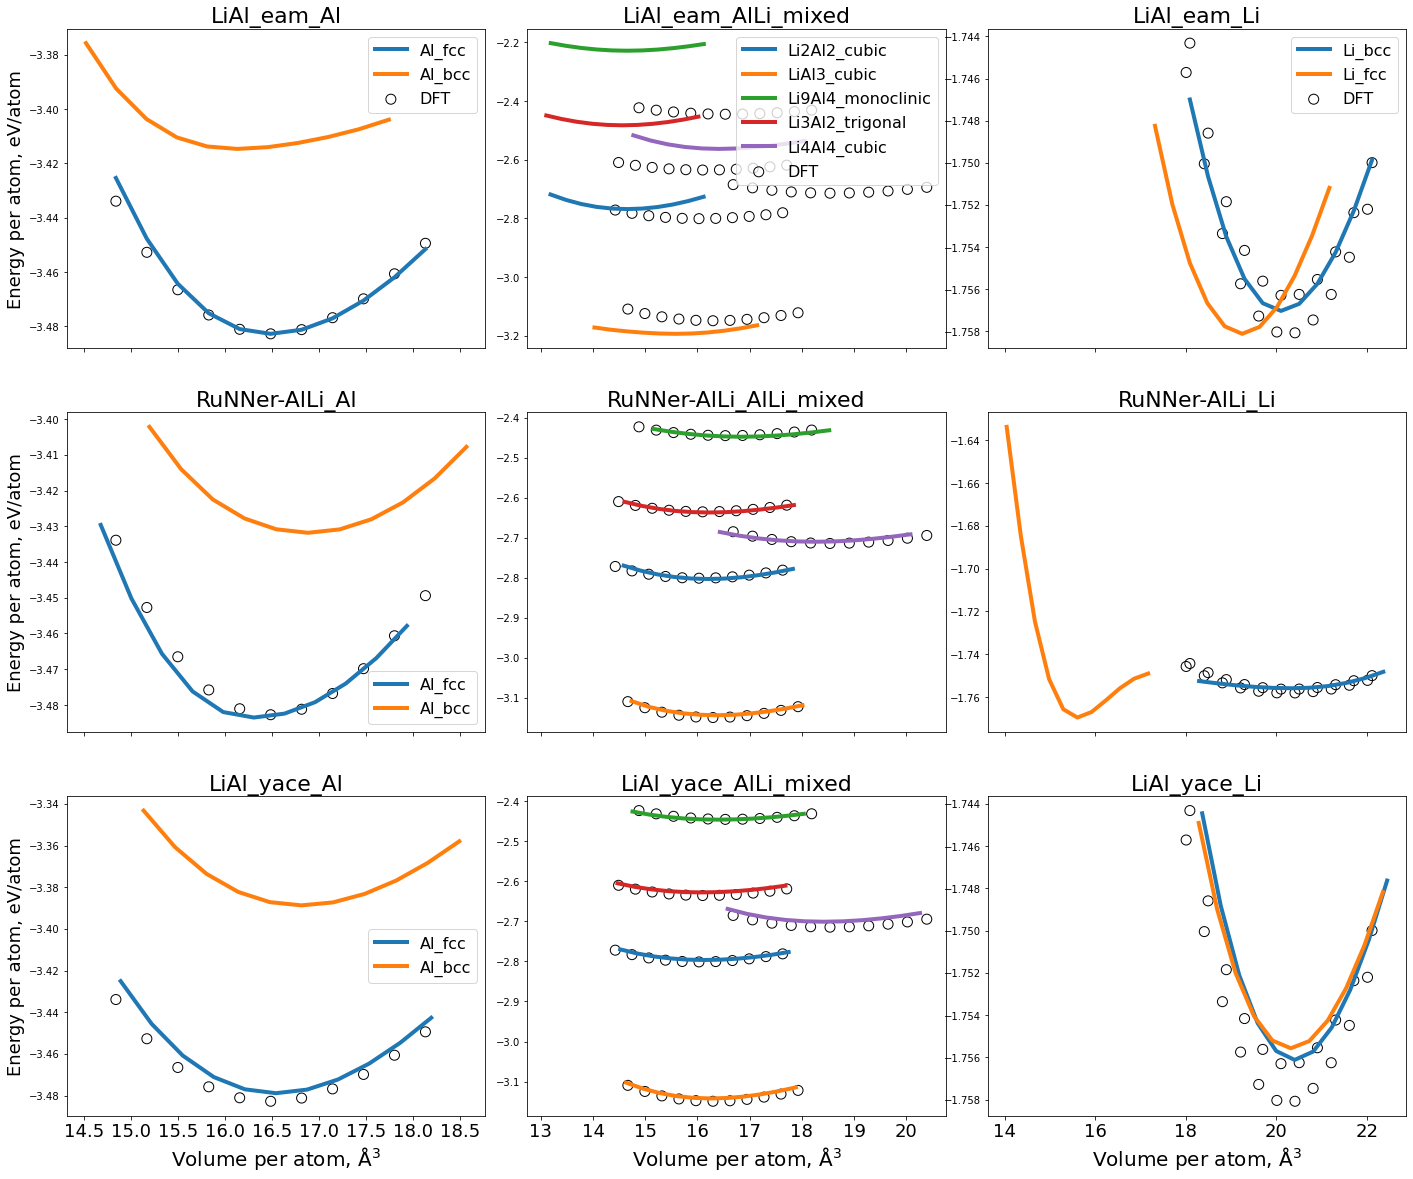 LiAl_eam_Al
LiAl_eam_AlLi_mixed
LiAl_eam_Li
Energy per atom, eV/atom
−3.38
−3.40
−3.42
−3.44
−3.46
−3.48
Al_fcc
Al_bcc
DFT
−2.2
−2.4
−2.6
−2.8
−3.0
−3.2
Li2Al2_cubic
LiAl3_cubic
Li9Al4_monoclinic
Li3Al2_trigonal
Li4Al4_cubic
DFT
−1.744
−1.746
−1.748
−1.750
−1.752
−1.754
−1.756
−1.758
Li_bcc
Li_fcc
DFT
RuNNer-AlLi_Al
RuNNer-AlLi_AlLi_mixed
RuNNer-AlLi_Li
Energy per atom, eV/atom
−3.40
−3.41
−3.42
−3.43
−3.44
−3.45
−3.46
−3.47
−3.48
Al_fcc
Al_bcc
−2.4
−2.5
−2.6
−2.7
−2.8
−2.9
−3.0
−3.1
−1.64
−1.66
−1.68
−1.70
−1.72
−1.74
−1.76
LiAl_yace_Al
LiAl_yace_AlLi_mixed
LiAl_yace_Li
Energy per atom, eV/atom
−3.34
−3.36
−3.38
−3.40
−3.42
−3.44
−3.46
−3.48
Al_fcc
Al_bcc
−2.4
−2.5
−2.6
−2.7
−2.8
−2.9
−3.0
−3.1
−1.744
−1.746
−1.748
−1.750
−1.752
−1.754
−1.756
−1.758
14.5 15.0 15.5 16.0 16.5 17.0 17.5 18.0 18.5
13 14 15 16 17 18 19 20
14 16 18 20 22
Volume per atom, Å³
Volume per atom, Å³
Volume per atom, Å³